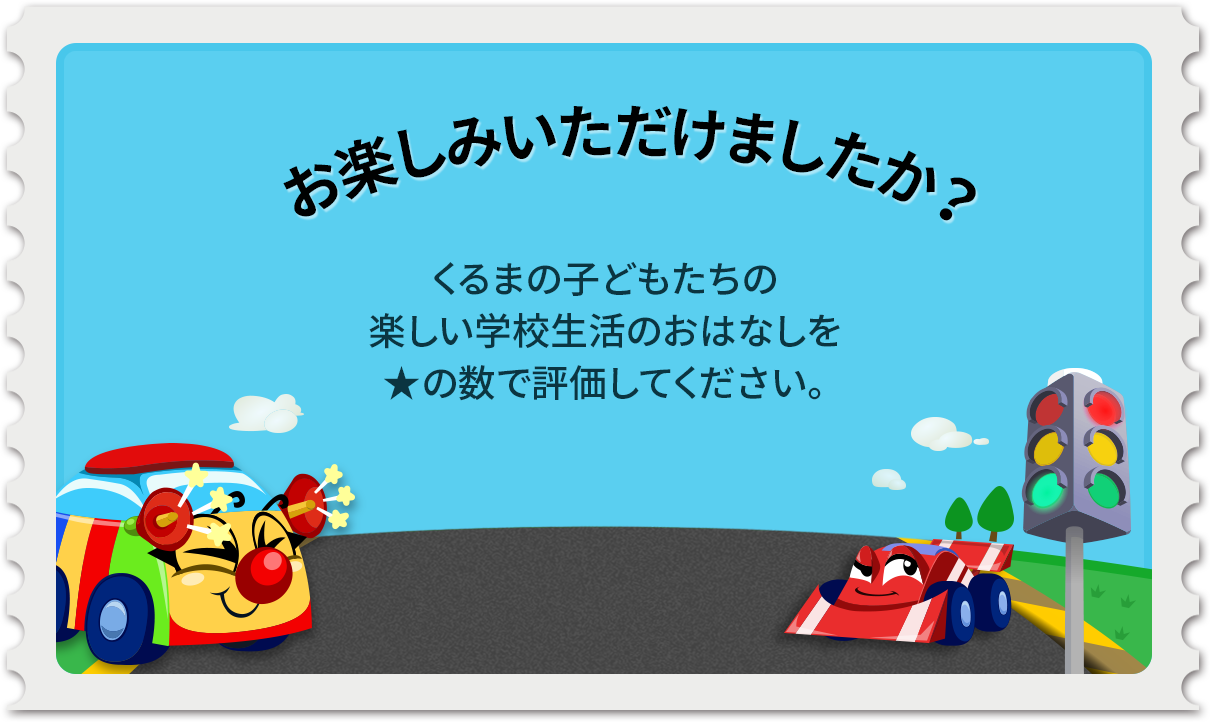 お楽しみいただけましたか？
くるまの子どもたちの
楽しい学校生活のおはなしを
★の数で評価してください。